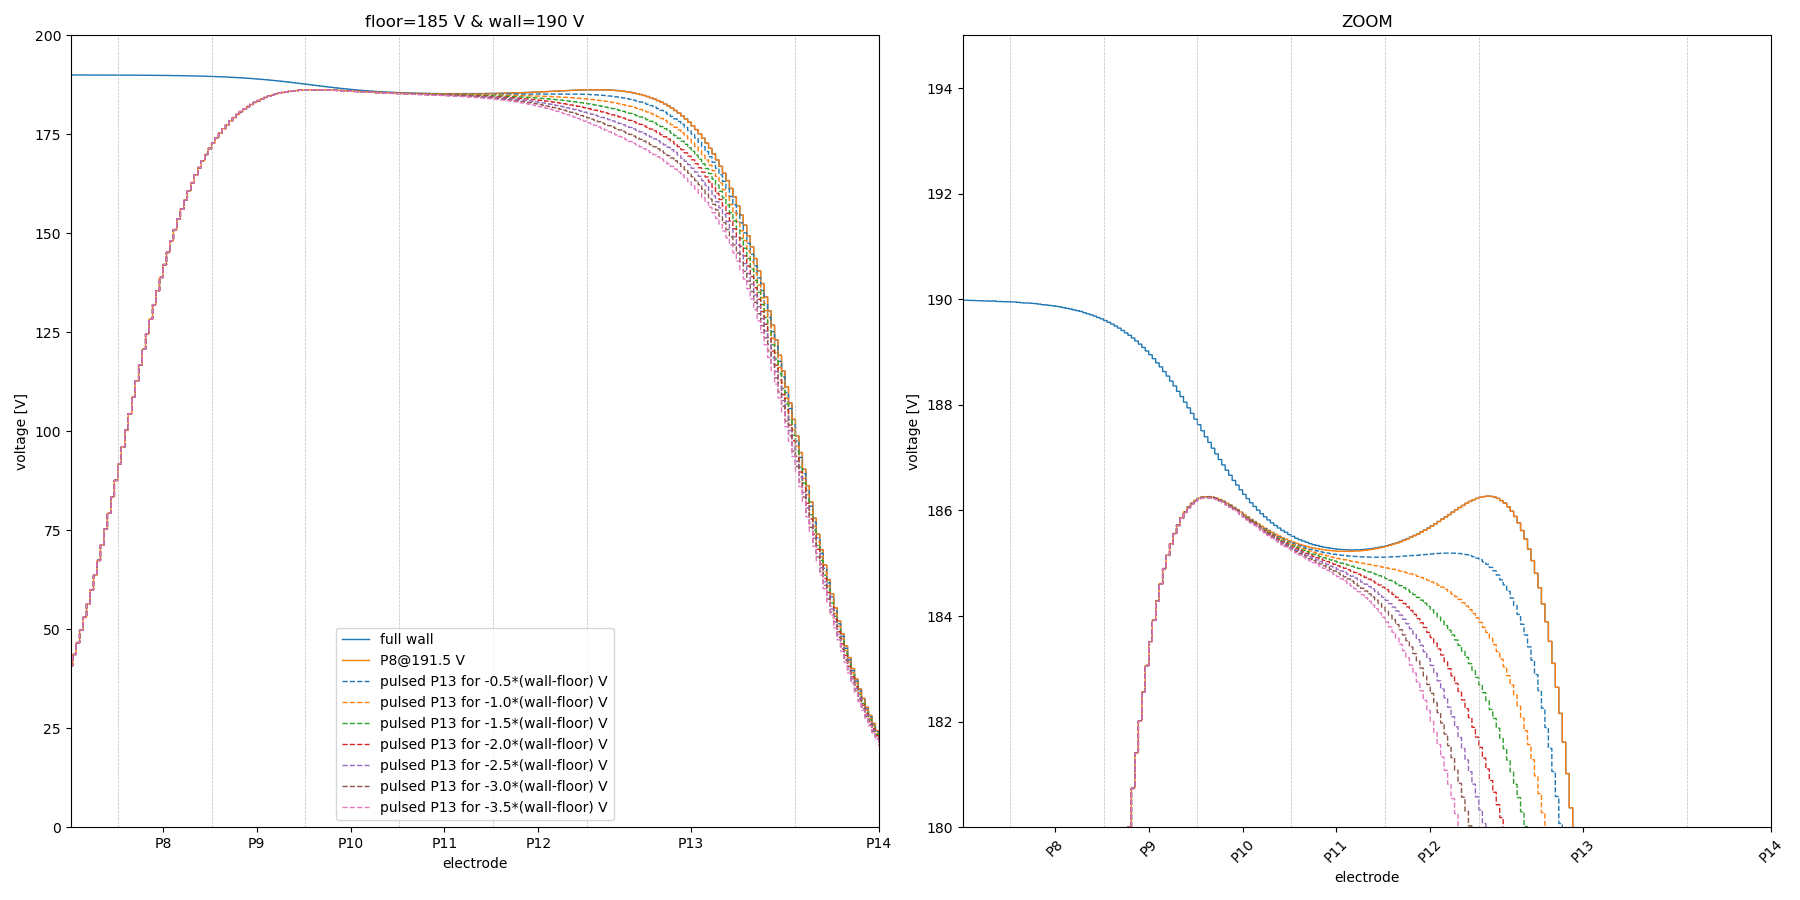 floor=185 V & wall=190 V
200
175
150
125
100
75
50
25
0
voltage [V]
full wall
P8@191.5 V
pulsed P13 for -0.5*(wall-floor) V
pulsed P13 for -1.0*(wall-floor) V
pulsed P13 for -1.5*(wall-floor) V
pulsed P13 for -2.0*(wall-floor) V
pulsed P13 for -2.5*(wall-floor) V
pulsed P13 for -3.0*(wall-floor) V
pulsed P13 for -3.5*(wall-floor) V
P8 P9 P10 P11 P12 P13 P14
electrode
ZOOM
194
192
190
188
186
184
182
180
voltage [V]
P8 P9 P10 P11 P12 P13 P14
electrode